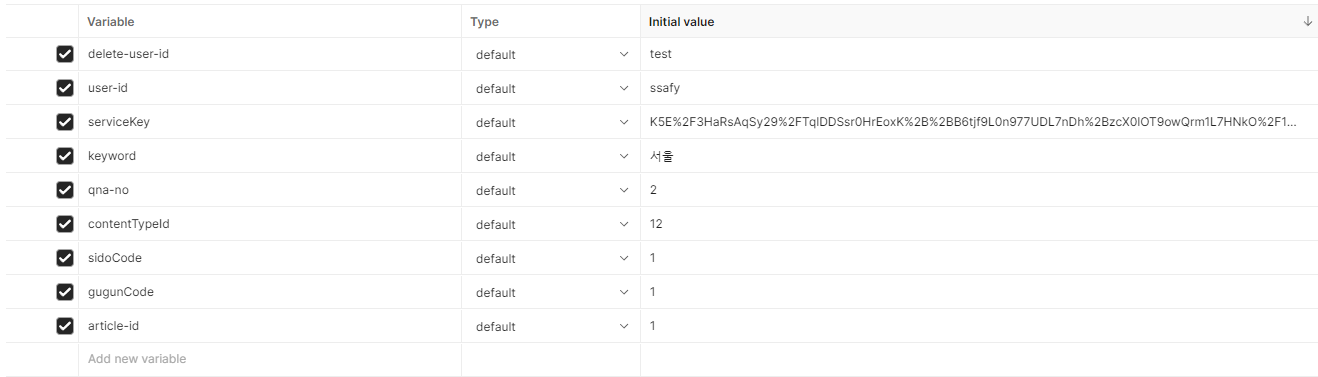 Variable Type Initial value
delete-user-id default test
user-id default ssafy
serviceKey default K5E%2F3HaRsAqSy29%2FTqlDDSsr0HrEoxK%2B%2BB6tjf9L0n977UDL7nDh%2BzcX0lOT9owQrm1L7HNkO%2F1...
keyword default 서울
qna-no default 2
contentTypeId default 12
sidoCode default 1
gugunCode default 1
article-id default 1
Add new variable